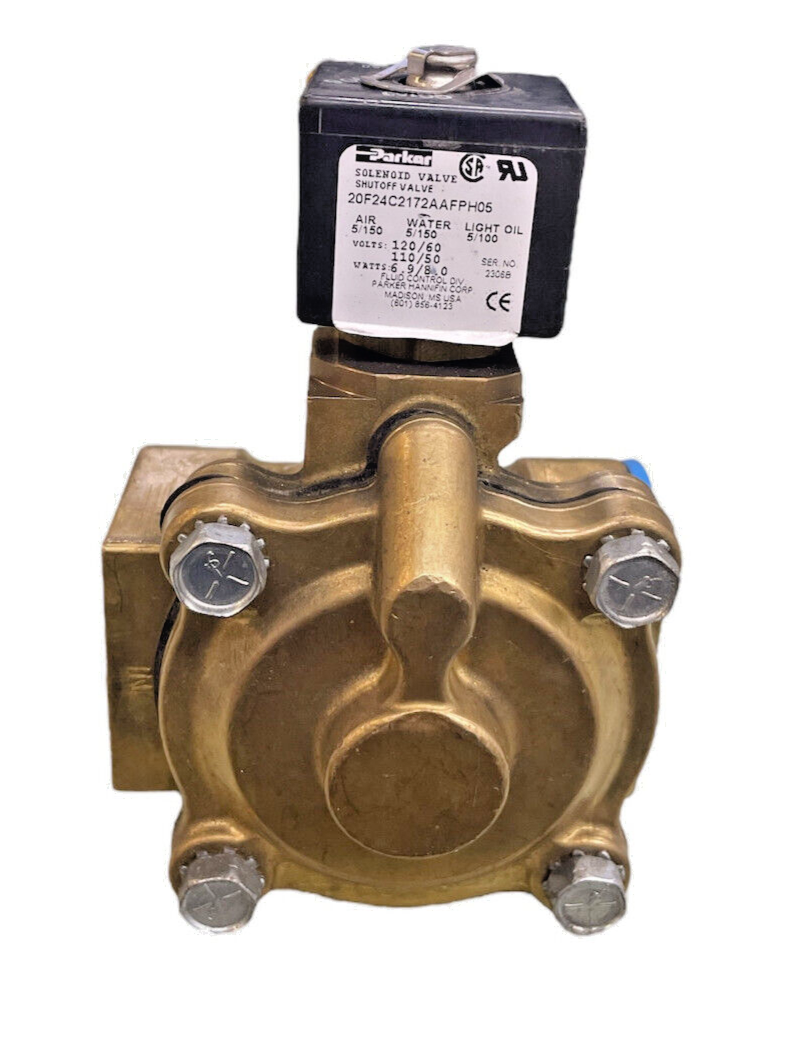 Parker
SOLENOID VALVE
SHUTOFF VALVE
20F24C2172AAFPH05
AIR WATER LIGHT OIL
5/150 5/150 5/100
VOLTS: 120/60
110/50
WATTS: 6.9/8.0
SER. NO.
2306B
FLUID CONTROL DIV
PARKER HANNIFIN CORP
MADISON, MS USA
(601) 856-4123
CE
IN